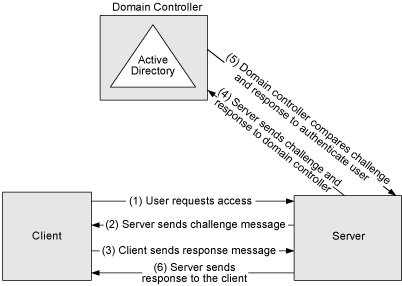 Domain Controller
Active
Directory
(5) Domain controller compares challenge
and response to authenticate user
(4) Server sends challenge and
response to domain controller
(1) User requests access
(2) Server sends challenge message
Client
Server
(3) Client sends response message
(6) Server sends
response to the client